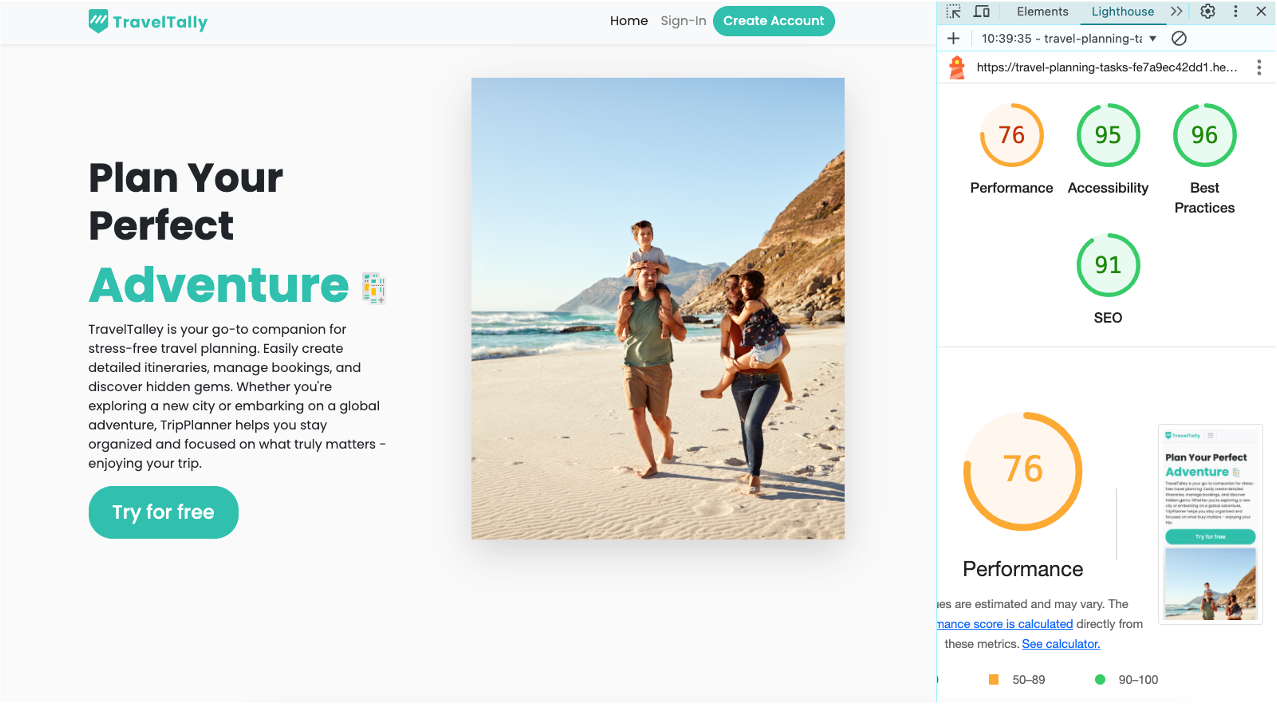 TravelTally
Home Sign-In Create Account
Plan Your
Perfect
Adventure
TravelTalley is your go-to companion for
stress-free travel planning. Easily create
detailed itineraries, manage bookings, and
discover hidden gems. Whether you're
exploring a new city or embarking on a global
adventure, TripPlanner helps you stay
organized and focused on what truly matters -
enjoying your trip.
Try for free
Elements Lighthouse
10:39:35 - travel-planning-ta
https://travel-planning-tasks-fe7a9ec42dd1.he...
76 95 96
Performance Accessibility Best
Practices
91
SEO
76
Performance
ues are estimated and may vary. The
mance score is calculated directly from
these metrics. See calculator.
50–89 90–100
TravelTally
Plan Your Perfect
Adventure
TravelTalley is your go-to companion for stress-
free travel planning. Easily create detailed
itineraries, manage bookings, and discover
hidden gems. Whether you're exploring a new
city or embarking on a global adventure,
TripPlanner helps you stay organized and
focused on what truly matters - enjoying your
trip.
Try for free